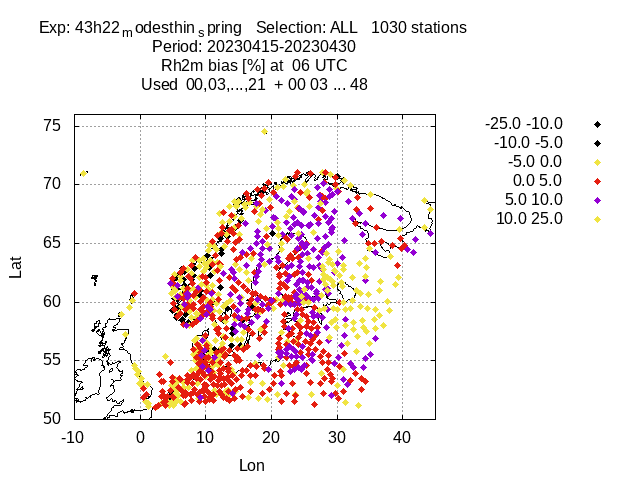 Exp: 43h22modesthinspring Selection: ALL 1030 stations
Period: 20230415-20230430
Rh2m bias [%] at 06 UTC
Used 00,03,...,21 + 00 03 ... 48
-25.0 -10.0
-10.0 -5.0
-5.0 0.0
0.0 5.0
5.0 10.0
10.0 25.0
75
70
65
60
55
50
Lat
-10 0 10 20 30 40
Lon